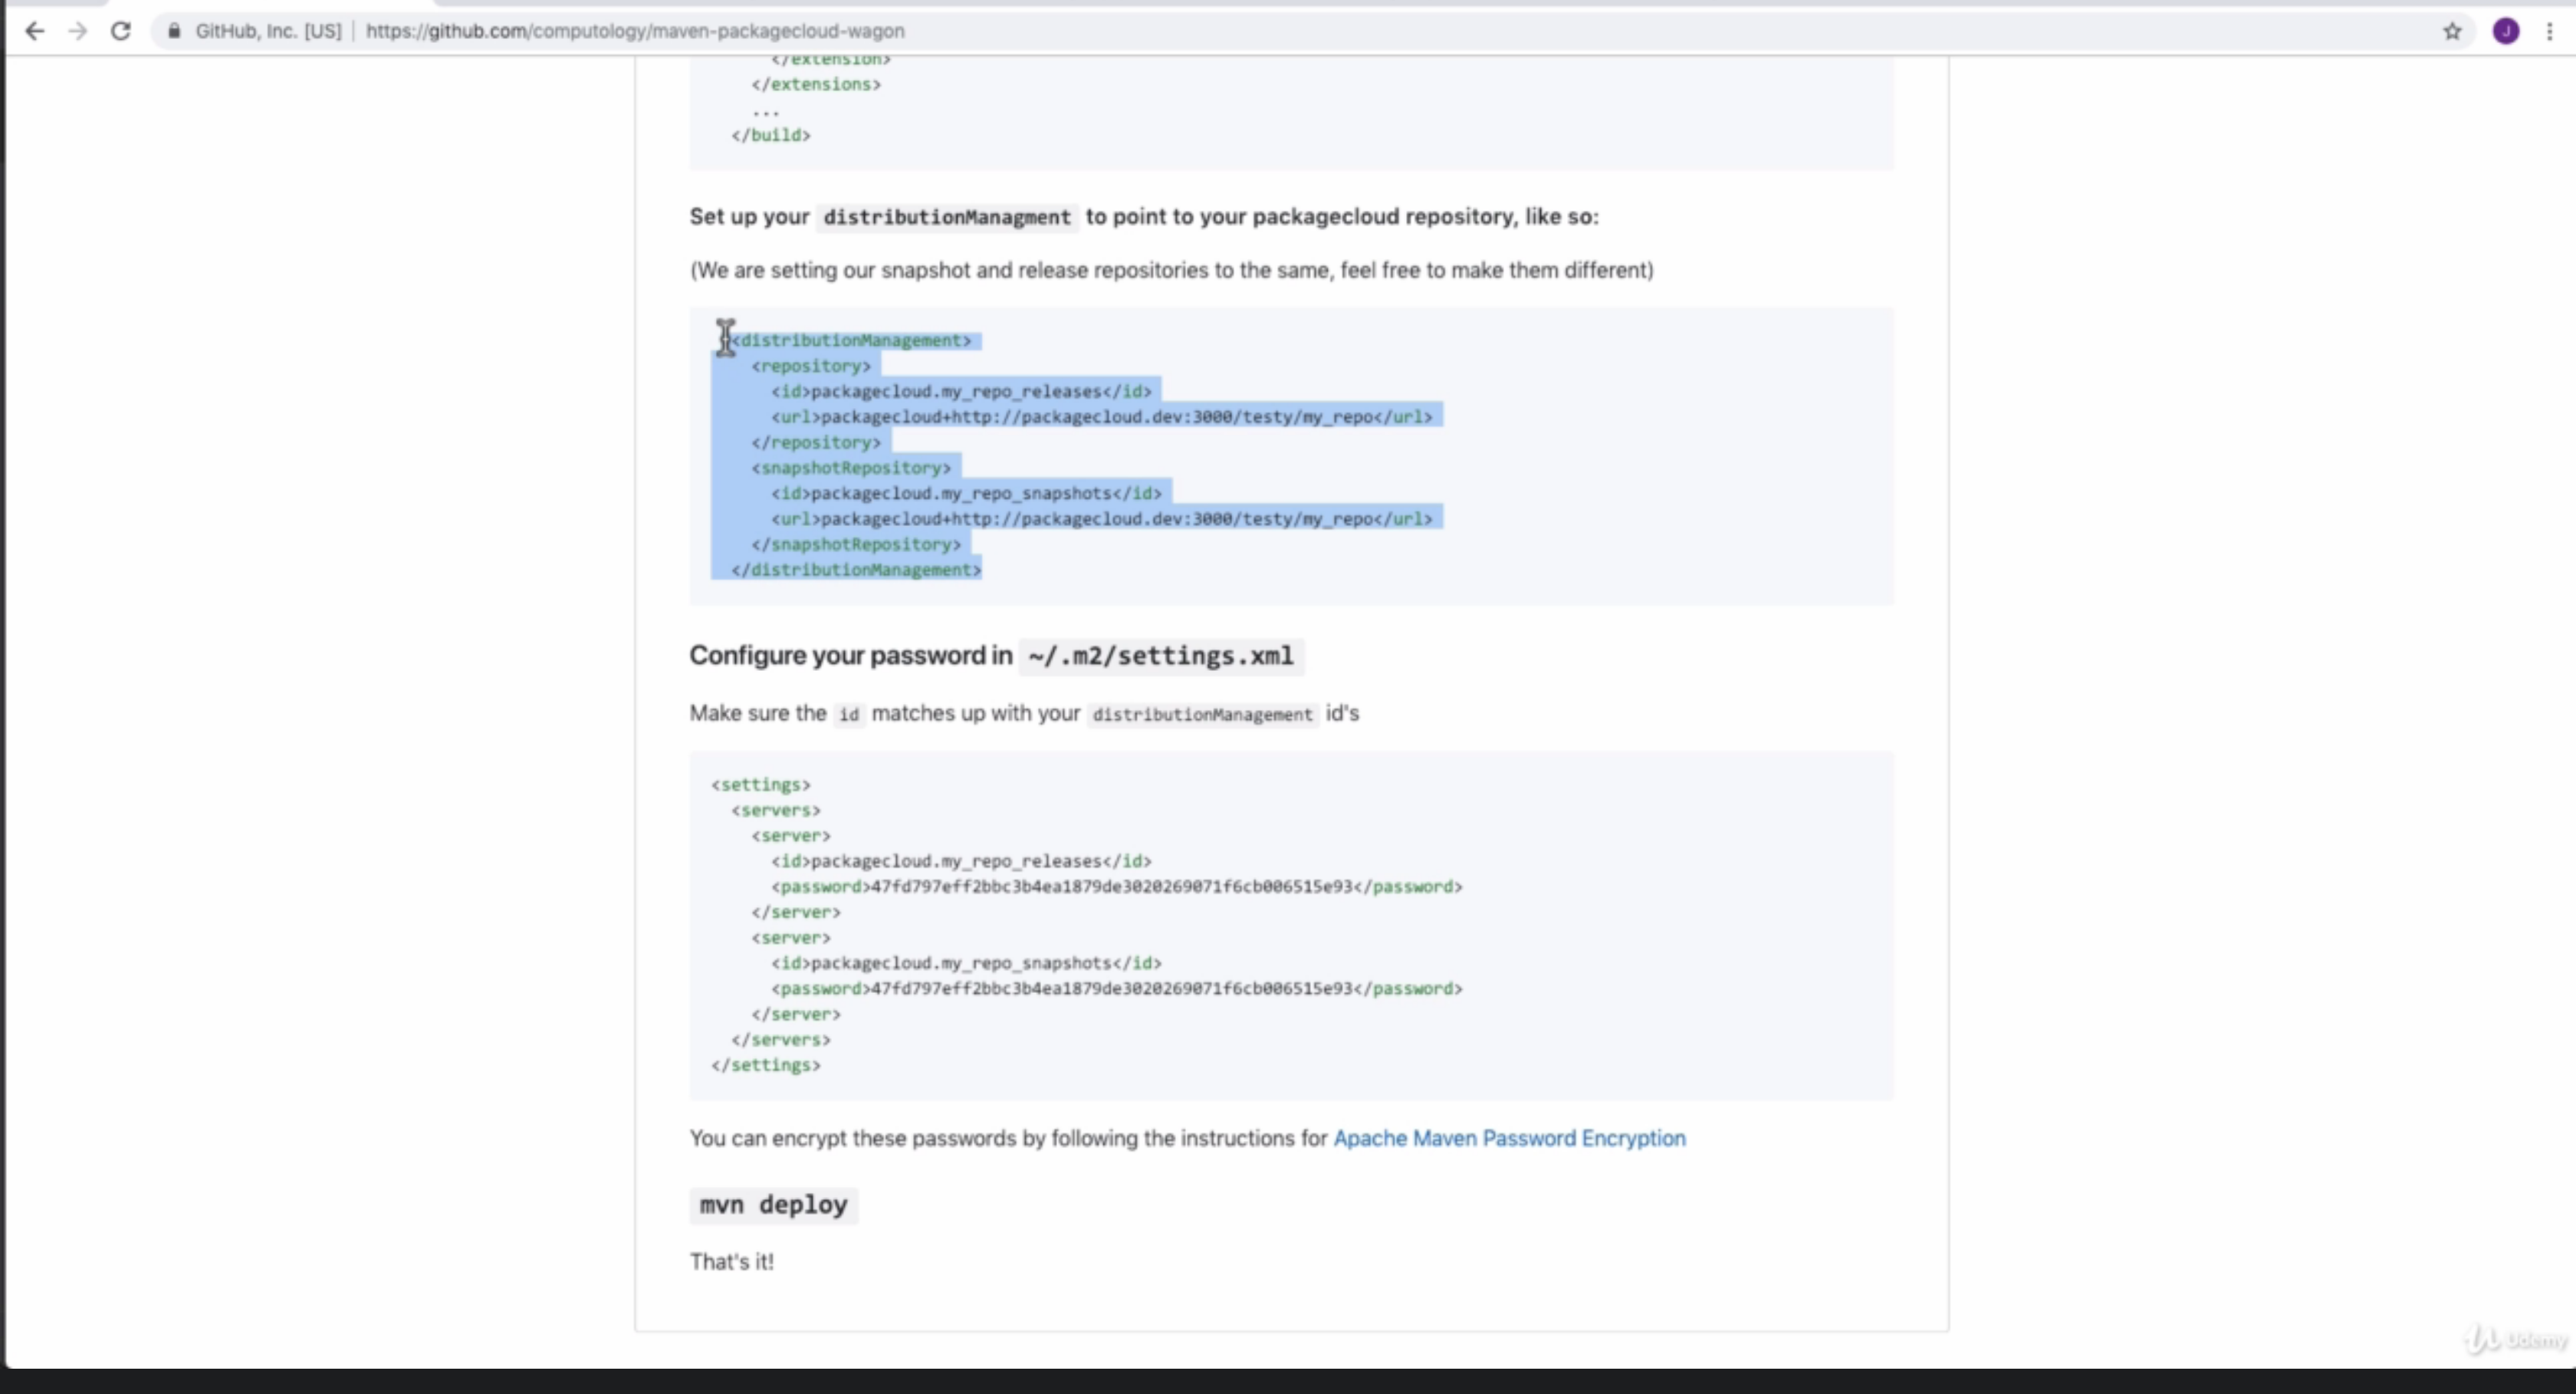 GitHub, Inc. [US] | https://github.com/computology/maven-packagecloud-wagon
J
</extension>
</extensions>
...
</build>
Set up your distributionManagment to point to your packagecloud repository, like so:
(We are setting our snapshot and release repositories to the same, feel free to make them different)
<distributionManagement>
<repository>
<id>packagecloud.my_repo_releases</id>
<url>packagecloud+http://packagecloud.dev:3000/testy/my_repo</url>
</repository>
<snapshotRepository>
<id>packagecloud.my_repo_snapshots</id>
<url>packagecloud+http://packagecloud.dev:3000/testy/my_repo</url>
</snapshotRepository>
</distributionManagement>
Configure your password in ~/.m2/settings.xml
Make sure the id matches up with your distributionManagement id's
<settings>
<servers>
<server>
<id>packagecloud.my_repo_releases</id>
<password>47fd797eff2bbc3b4ea1879de3020269071f6cb006515e93</password>
</server>
<server>
<id>packagecloud.my_repo_snapshots</id>
<password>47fd797eff2bbc3b4ea1879de3020269071f6cb006515e93</password>
</server>
</servers>
</settings>
You can encrypt these passwords by following the instructions for Apache Maven Password Encryption
mvn deploy
That's it!
Udemy